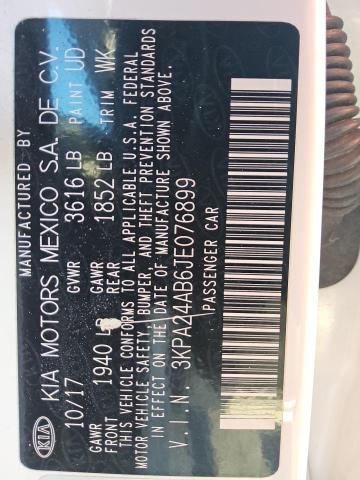 MANUFACTURED BY
KIA KIA MOTORS MEXICO S.A. DE C.V.
10/17 GVWR 3616 LB PAINT UD
GAWR FRONT 1940 LB GAWR REAR 1852 LB TRIM WK
THIS VEHICLE CONFORMS TO ALL APPLICABLE U.S.A. FEDERAL
MOTOR VEHICLE SAFETY, BUMPER, AND THEFT PREVENTION STANDARDS
IN EFFECT ON THE DATE OF MANUFACTURE SHOWN ABOVE.
V.I.N. 3KPA24AB6JE076899
PASSENGER CAR